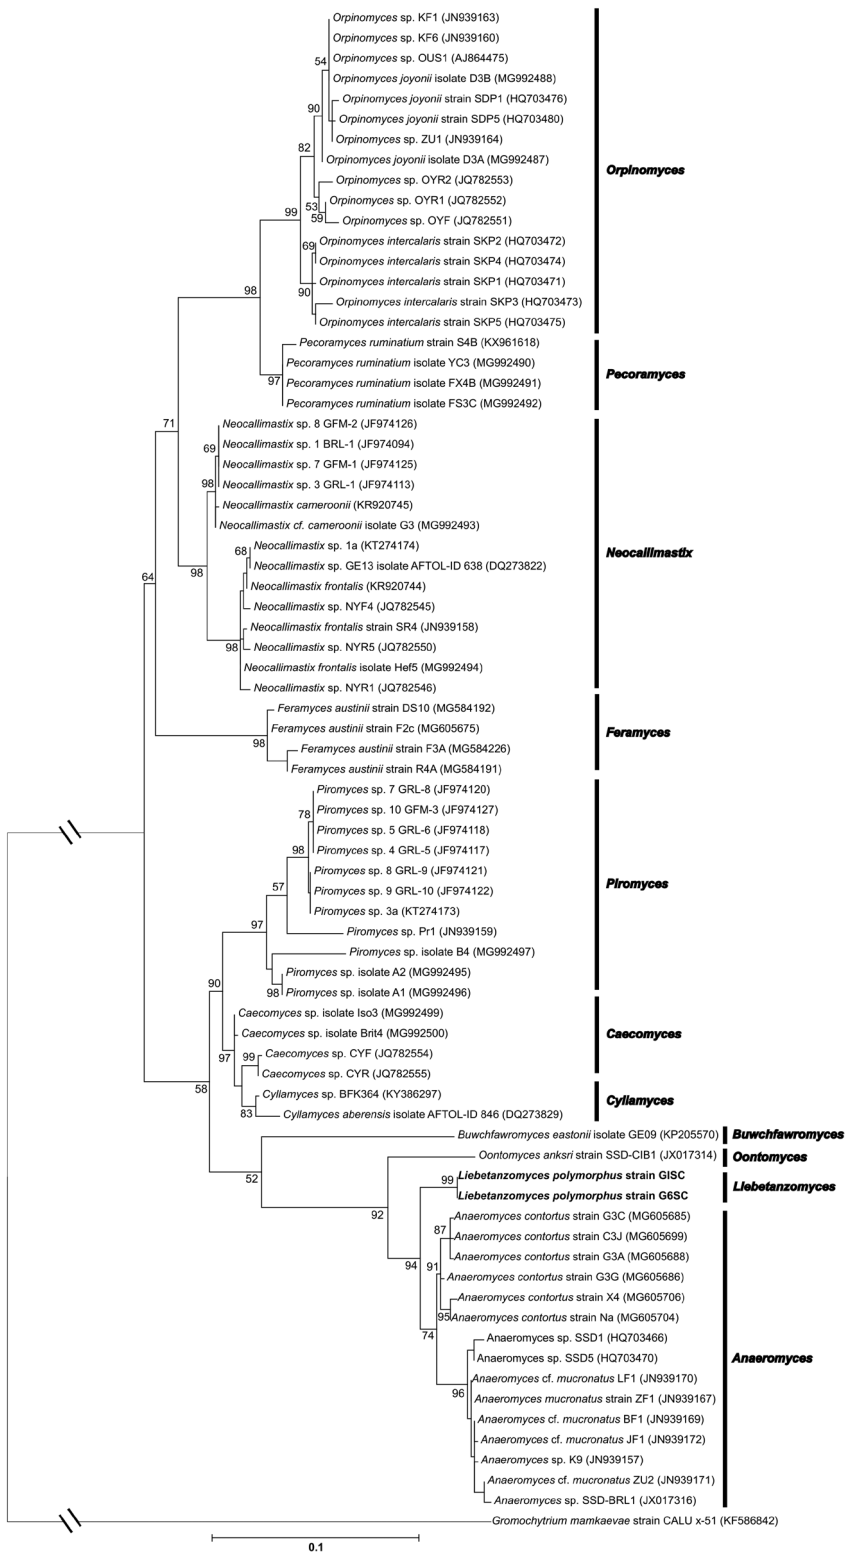 Orpinomyces sp. KF1 (JN939163)
Orpinomyces sp. KF6 (JN939160)
Orpinomyces sp. OUS1 (AJ864475)
54
Orpinomyces joyonii isolate D3B (MG992488)
Orpinomyces joyonii strain SDP1 (HQ703476)
90
Orpinomyces joyonii strain SDP5 (HQ703480)
Orpinomyces sp. ZU1 (JN939164)
82
Orpinomyces joyonii isolate D3A (MG992487)
Orpinomyces
Orpinomyces sp. OYR2 (JQ782553)
Orpinomyces sp. OYR1 (JQ782552)
53
99
59
Orpinomyces sp. OYF (JQ782551)
Orpinomyces intercalaris strain SKP2 (HQ703472)
69
Orpinomyces intercalaris strain SKP4 (HQ703474)
Orpinomyces intercalaris strain SKP1 (HQ703471)
98
90
Orpinomyces intercalaris strain SKP3 (HQ703473)
Orpinomyces intercalaris strain SKP5 (HQ703475)
Pecoramyces ruminatium strain S4B (KX961618)
Pecoramyces ruminatium isolate YC3 (MG992490)
Pecoramyces
97
Pecoramyces ruminatium isolate FX4B (MG992491)
Pecoramyces ruminatium isolate FS3C (MG992492)
71
Neocallimastix sp. 8 GFM-2 (JF974126)
Neocallimastix sp. 1 BRL-1 (JF974094)
69
Neocallimastix sp. 7 GFM-1 (JF974125)
98
Neocallimastix sp. 3 GRL-1 (JF974113)
Neocallimastix cameroonii (KR920745)
Neocallimastix cf. cameroonii isolate G3 (MG992493)
Neocallimastix sp. 1a (KT274174)
68
Neocallimastix
Neocallimastix sp. GE13 isolate AFTOL-ID 638 (DQ273822)
98
64
Neocallimastix frontalis (KR920744)
Neocallimastix sp. NYF4 (JQ782545)
Neocallimastix frontalis strain SR4 (JN939158)
98
Neocallimastix sp. NYR5 (JQ782550)
Neocallimastix frontalis isolate Hef5 (MG992494)
Neocallimastix sp. NYR1 (JQ782546)
Feramyces austinii strain DS10 (MG584192)
Feramyces austinii strain F2c (MG605675)
Feramyces
98
Feramyces austinii strain F3A (MG584226)
Feramyces austinii strain R4A (MG584191)
Piromyces sp. 7 GRL-8 (JF974120)
Piromyces sp. 10 GFM-3 (JF974127)
78
Piromyces sp. 5 GRL-6 (JF974118)
98
Piromyces sp. 4 GRL-5 (JF974117)
Piromyces sp. 8 GRL-9 (JF974121)
Piromyces
57
Piromyces sp. 9 GRL-10 (JF974122)
Piromyces sp. 3a (KT274173)
97
Piromyces sp. Pr1 (JN939159)
Piromyces sp. isolate B4 (MG992497)
Piromyces sp. isolate A2 (MG992495)
90
98
Piromyces sp. isolate A1 (MG992496)
Caecomyces sp. isolate Iso3 (MG992499)
Caecomyces sp. isolate Brit4 (MG992500)
Caecomyces
97
99
Caecomyces sp. CYF (JQ782554)
Caecomyces sp. CYR (JQ782555)
58
Cyllamyces sp. BFK364 (KY386297)
Cyllamyces
83
Cyllamyces aberensis isolate AFTOL-ID 846 (DQ273829)
Buwchfawromyces eastonii isolate GE09 (KP205570)
Buwchfawromyces
Oontomyces anksri strain SSD-CIB1 (JX017314)
Oontomyces
52
99
Liebetanzomyces polymorphus strain GISC
Liebetanzomyces
Liebetanzomyces polymorphus strain G6SC
92
Anaeromyces contortus strain G3C (MG605685)
87
Anaeromyces contortus strain C3J (MG605699)
Anaeromyces contortus strain G3A (MG605688)
94
91
Anaeromyces contortus strain G3G (MG605686)
Anaeromyces contortus strain X4 (MG605706)
95
Anaeromyces contortus strain Na (MG605704)
74
Anaeromyces sp. SSD1 (HQ703466)
Anaeromyces sp. SSD5 (HQ703470)
Anaeromyces
Anaeromyces cf. mucronatus LF1 (JN939170)
96
Anaeromyces mucronatus strain ZF1 (JN939167)
Anaeromyces cf. mucronatus BF1 (JN939169)
Anaeromyces cf. mucronatus JF1 (JN939172)
Anaeromyces sp. K9 (JN939157)
Anaeromyces cf. mucronatus ZU2 (JN939171)
Anaeromyces sp. SSD-BRL1 (JX017316)
Gromochytrium mamkaevae strain CALU x-51 (KF586842)
0.1